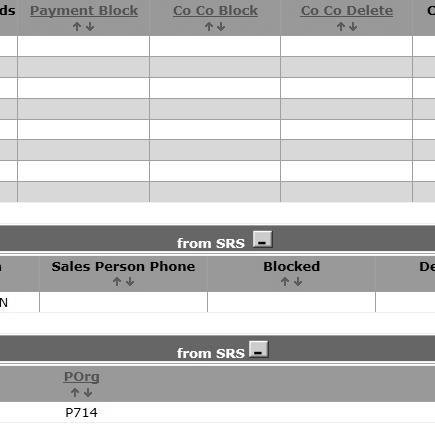 ds Payment Block Co Co Block Co Co Delete C
from SRS
Sales Person Phone Blocked De
N
from SRS
POrg
P714